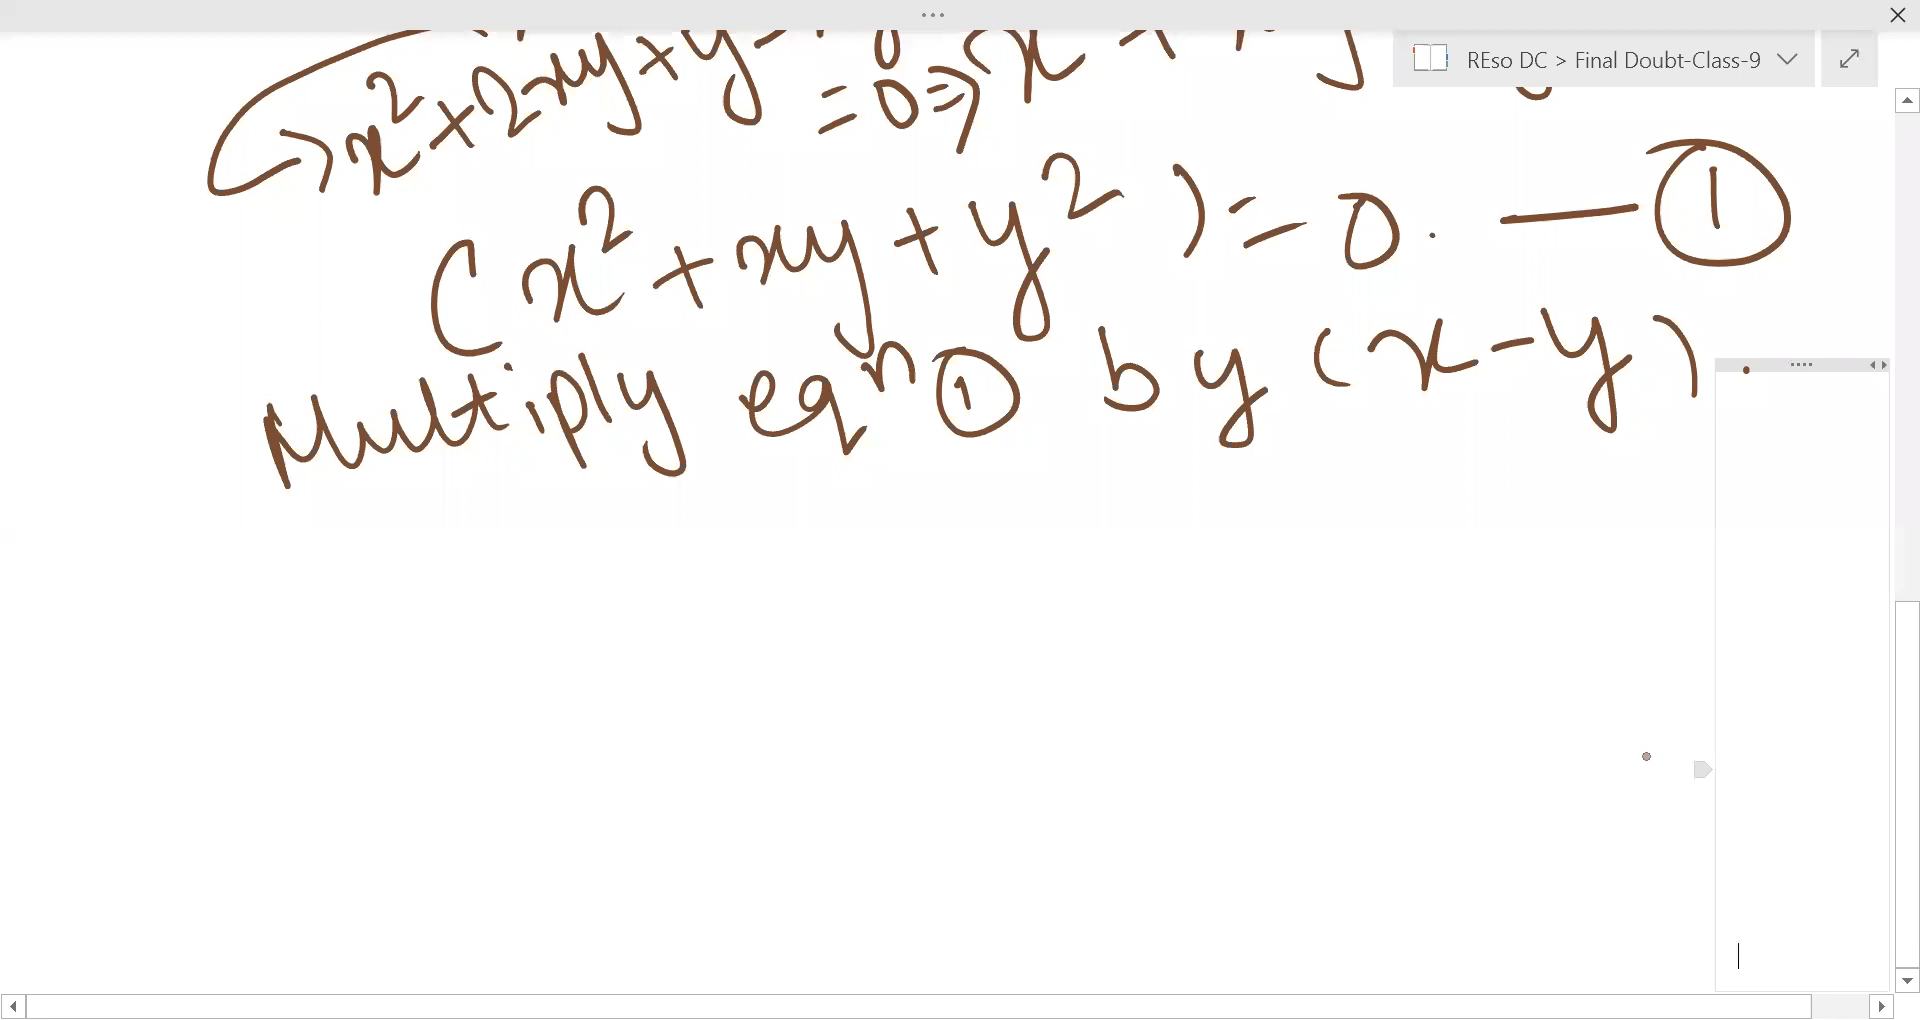 REso DC > Final Doubt-Class-9
→ x² + 2xy + y² -
= 0 ⇒ x² +
(x² + xy + y²) = 0. — ①
Multiply eqⁿ ① by (x - y)